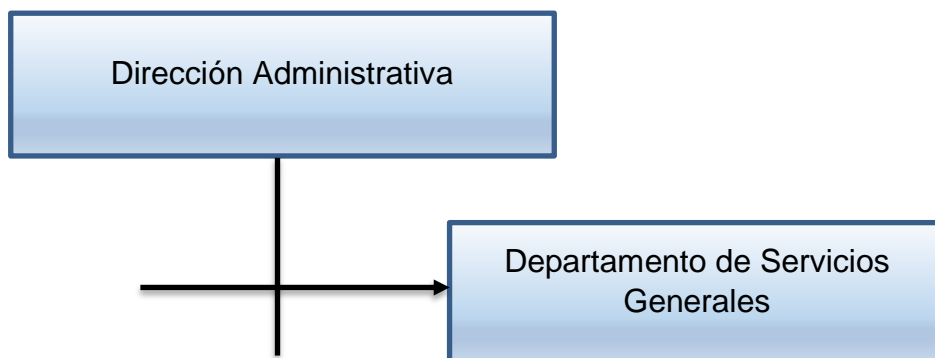 Dirección Administrativa
Departamento de Servicios
Generales